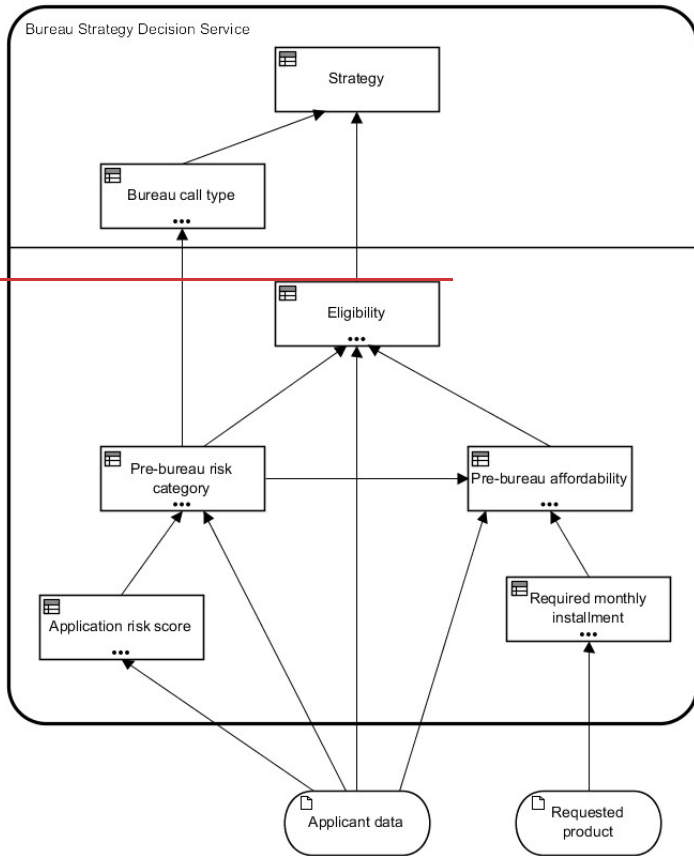 Bureau Strategy Decision Service
Strategy
Bureau call type
Eligibility
Pre-bureau risk
category
Pre-bureau affordability
Application risk score
Required monthly
installment
Applicant data
Requested
product